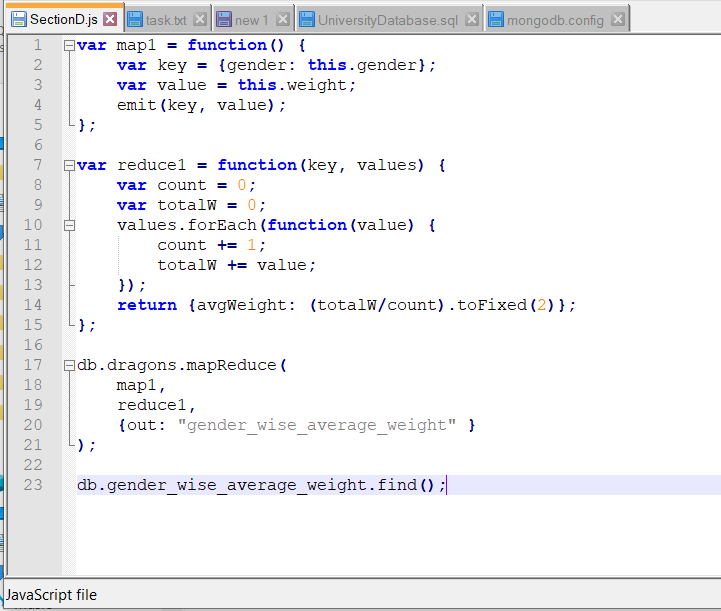 SectionD.js task.txt new 1 UniversityDatabase.sql mongodb.config
1 var map1 = function() {
2 var key = {gender: this.gender};
3 var value = this.weight;
4 emit(key, value);
5 };
6
7 var reduce1 = function(key, values) {
8 var count = 0;
9 var totalW = 0;
10 values.forEach(function(value) {
11 count += 1;
12 totalW += value;
13 });
14 return {avgWeight: (totalW/count).toFixed(2)};
15 };
16
17 db.dragons.mapReduce(
18 map1,
19 reduce1,
20 {out: "gender_wise_average_weight" }
21 );
22
23 db.gender_wise_average_weight.find();
JavaScript file